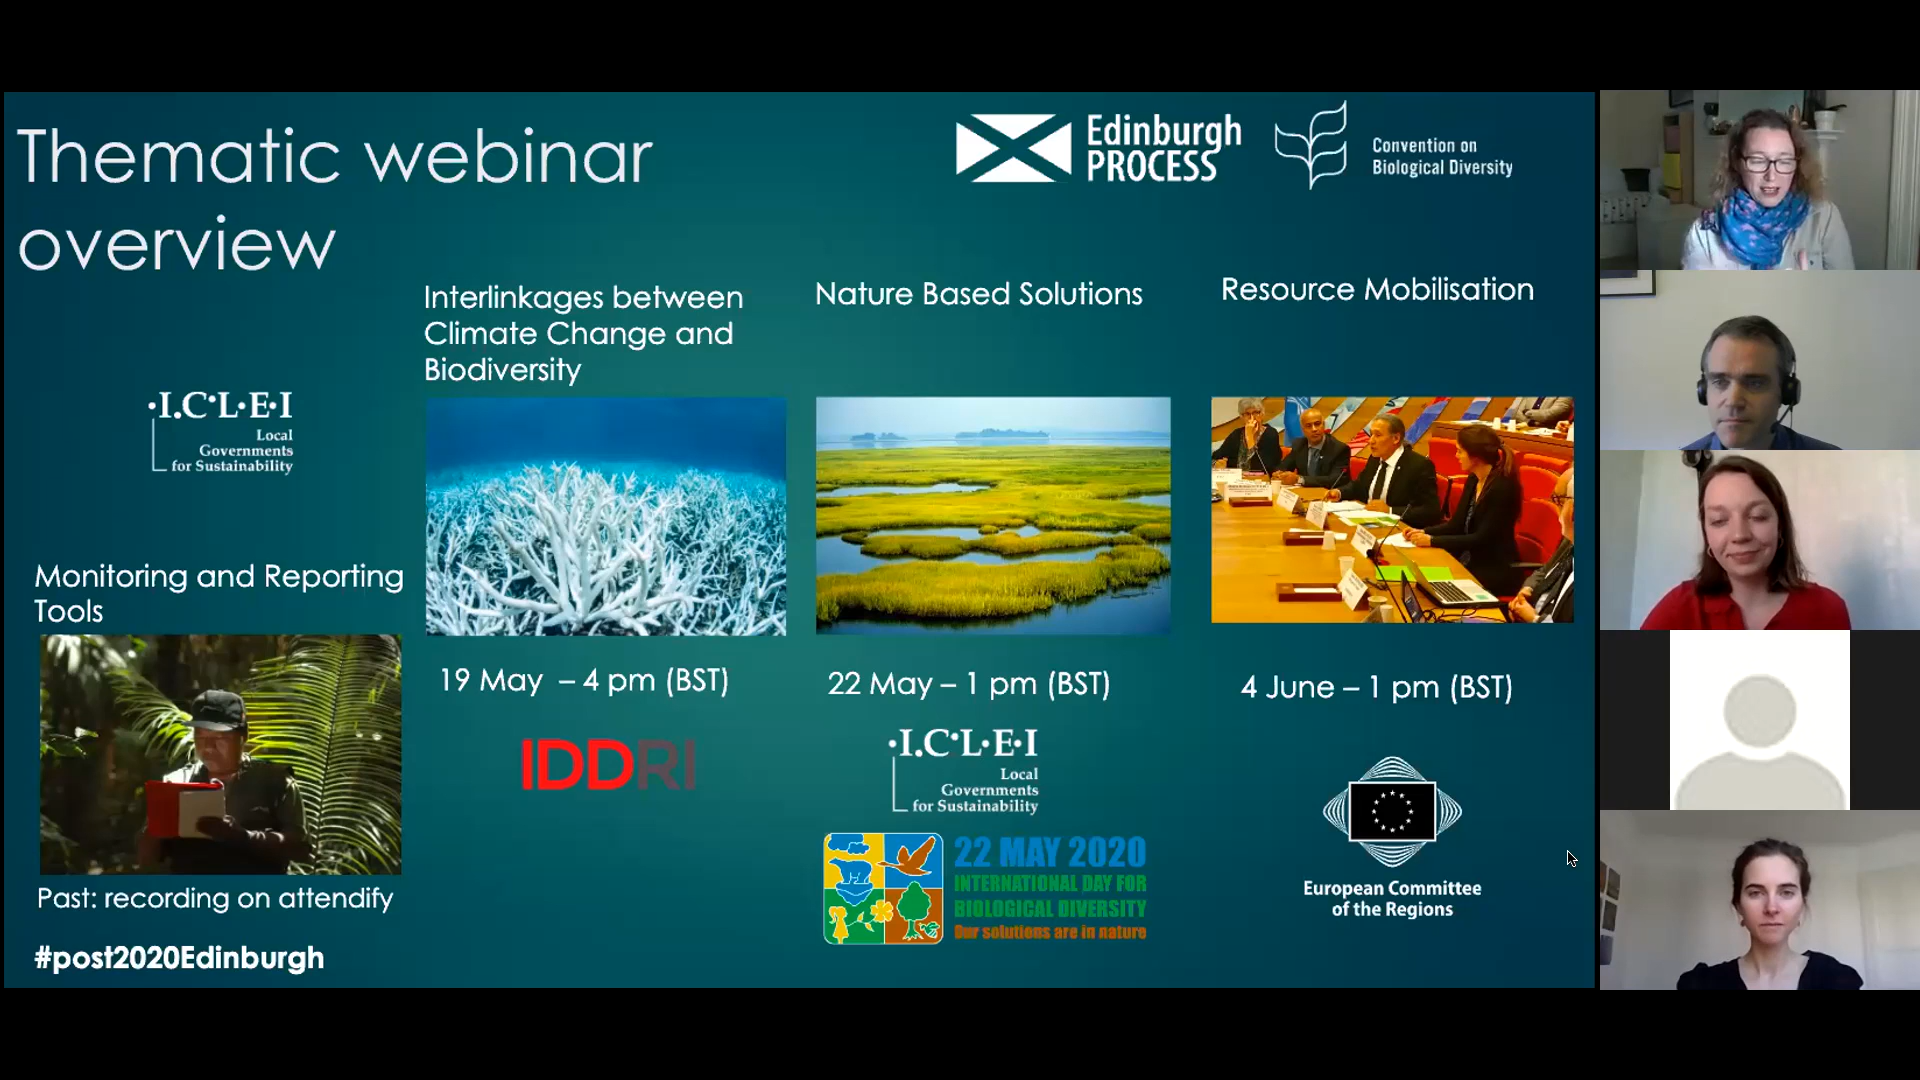 Thematic webinar
overview
Edinburgh
PROCESS
Convention on
Biological Diversity
·I.C·L·E·I
Local
Governments
for Sustainability
Monitoring and Reporting
Tools
Past: recording on attendify
#post2020Edinburgh
Interlinkages between
Climate Change and
Biodiversity
19 May – 4 pm (BST)
IDDRI
Nature Based Solutions
22 May – 1 pm (BST)
·I.C·L·E·I
Local
Governments
for Sustainability
22 MAY 2020
INTERNATIONAL DAY FOR
BIOLOGICAL DIVERSITY
Our solutions are in nature
Resource Mobilisation
4 June – 1 pm (BST)
European Committee
of the Regions